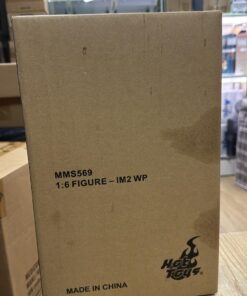 MMS569
1:6 FIGURE – IM2 WP
Hot
Toys
MADE IN CHINA